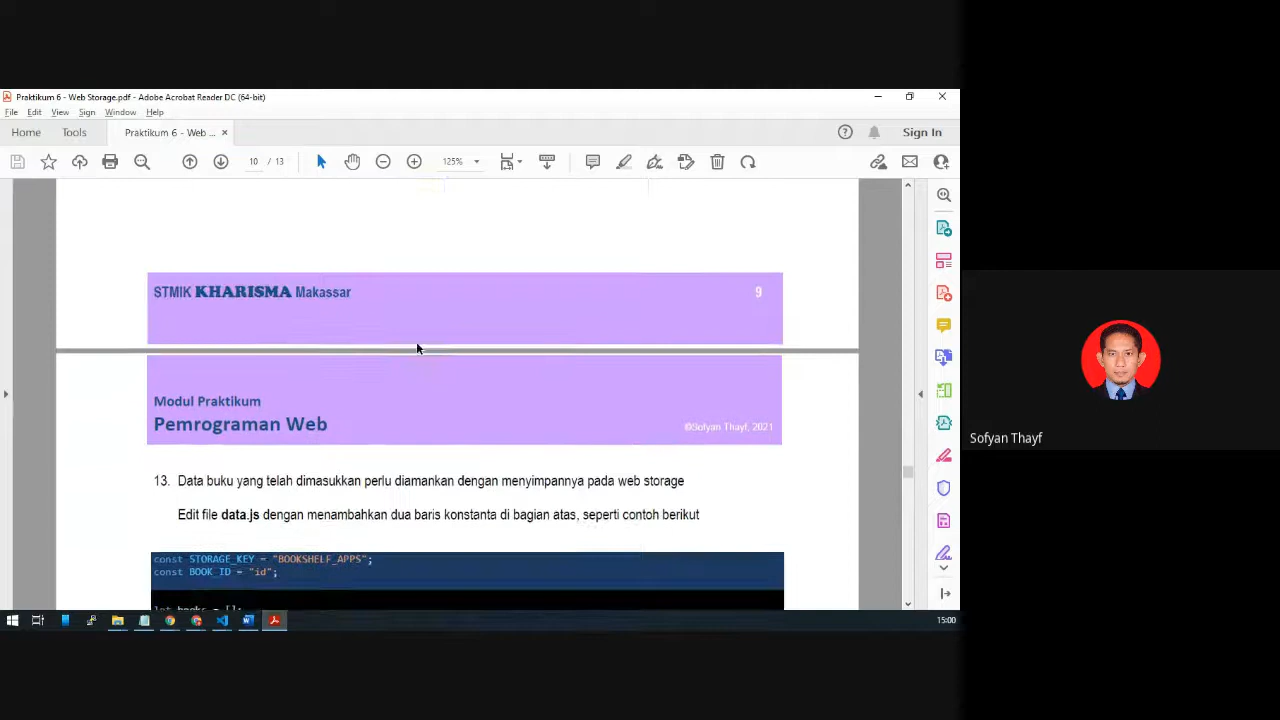 Praktikum 6 - Web Storage.pdf - Adobe Acrobat Reader DC (64-bit)
File Edit View Sign Window Help
Home Tools Praktikum 6 - Web ... × Sign In
10 / 13 125%
STMIK KHARISMA Makassar 9
Modul Praktikum
Pemrograman Web ©Sofyan Thayf, 2021
13. Data buku yang telah dimasukkan perlu diamankan dengan menyimpannya pada web storage
Edit file data.js dengan menambahkan dua baris konstanta di bagian atas, seperti contoh berikut
const STORAGE_KEY = "BOOKSHELF_APPS";
const BOOK_ID = "id";
let books = [];
15:00
Sofyan Thayf